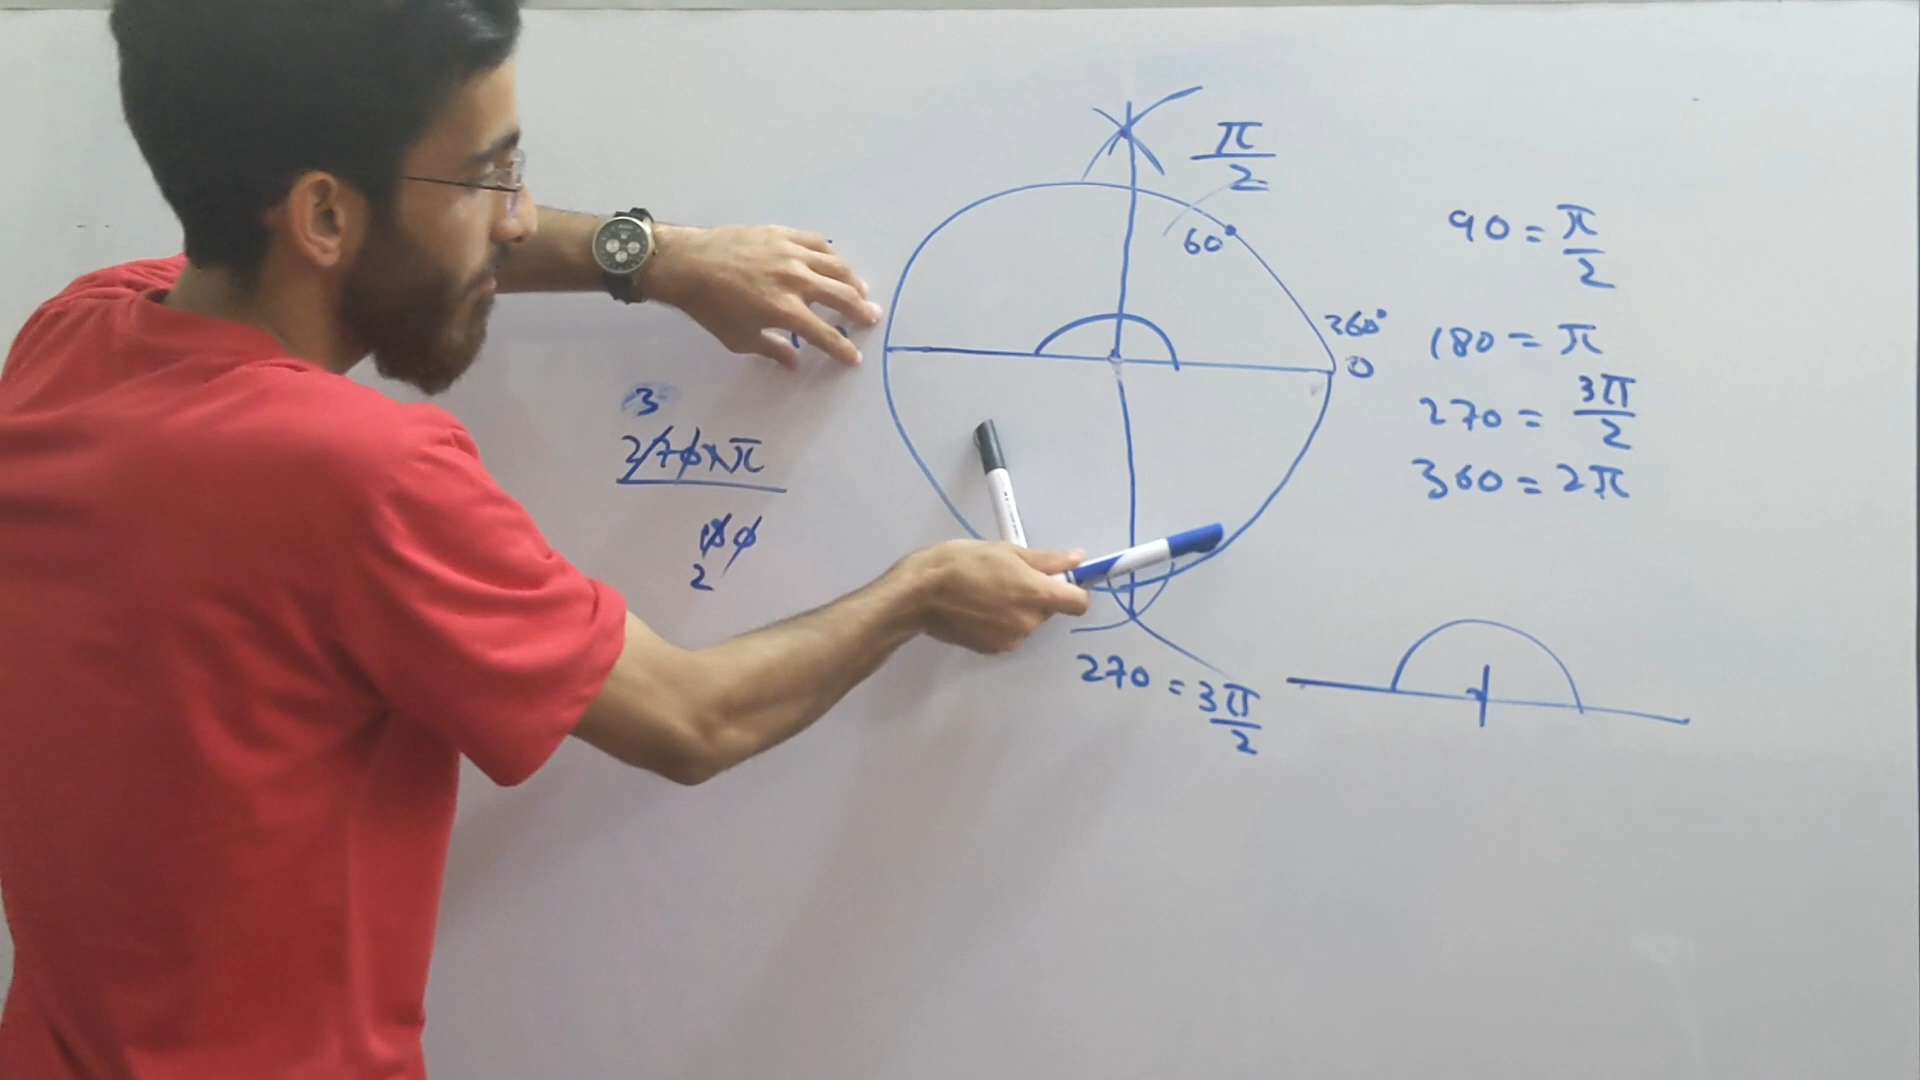 π/2
60
360°
0
90 = π/2
180 = π
270 = 3π/2
360 = 2π
3
270×π
180
2
270 = 3π/2